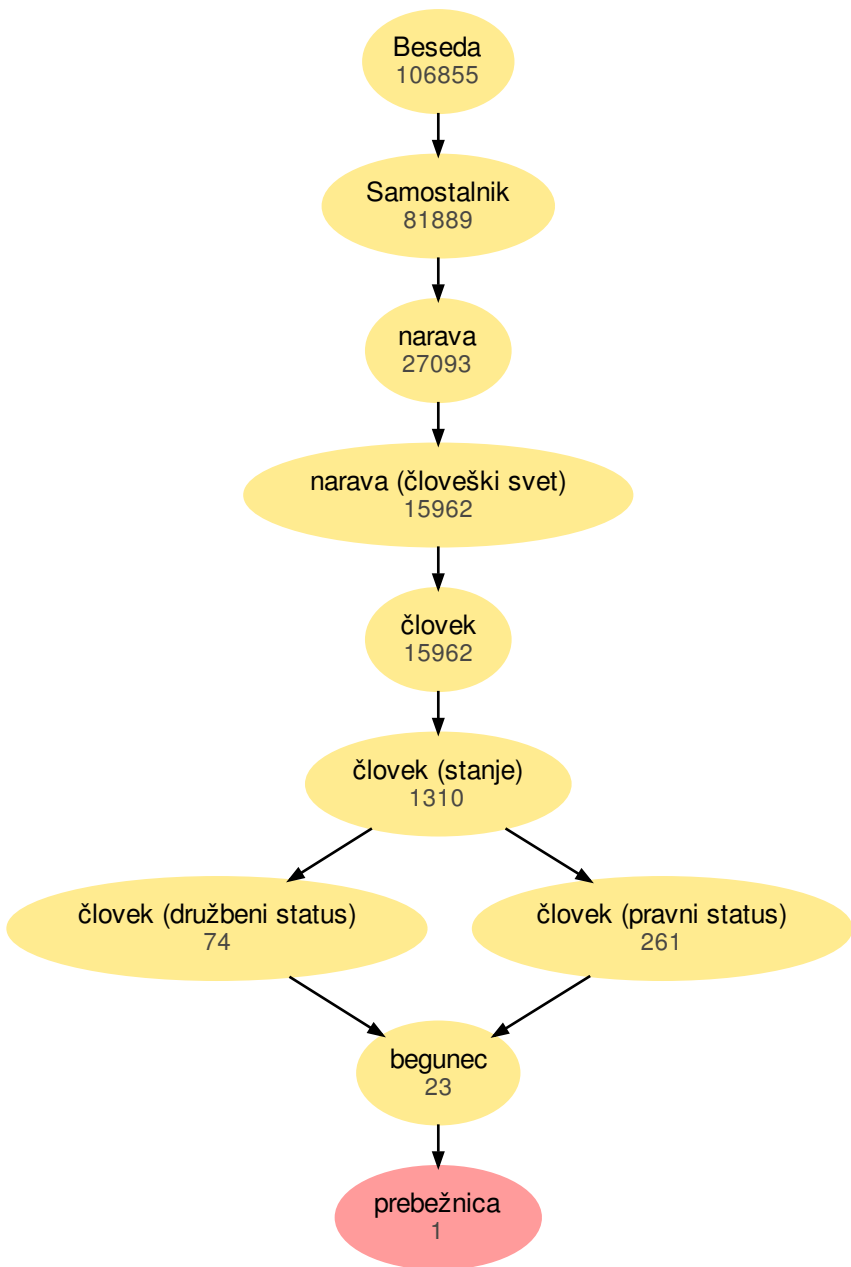 Beseda
106855
Samostalnik
81889
narava
27093
narava (človeški svet)
15962
človek
15962
človek (stanje)
1310
človek (družbeni status)
74
človek (pravni status)
261
begunec
23
prebežnica
1